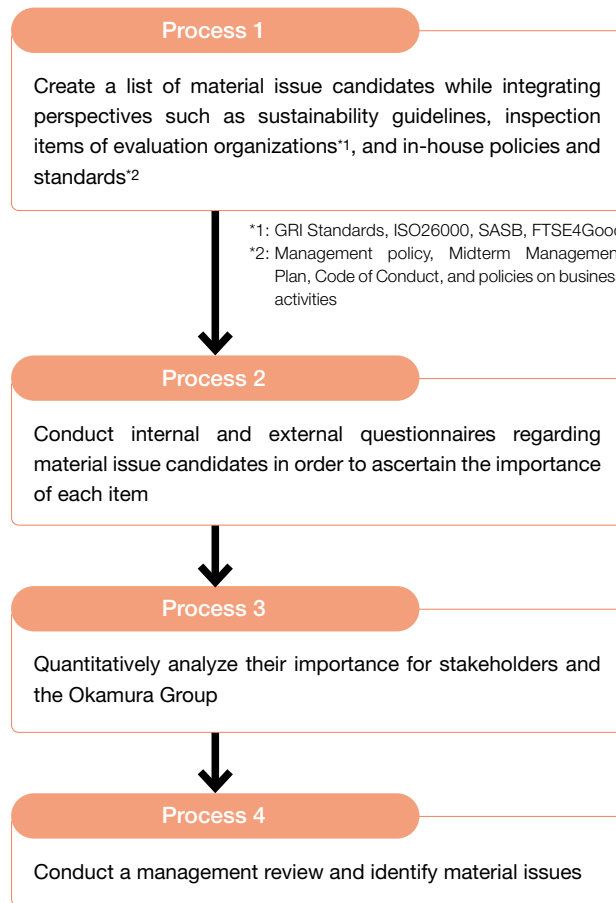 Process 1
Create a list of material issue candidates while integrating
perspectives such as sustainability guidelines, inspection
items of evaluation organizations*1, and in-house policies and
standards*2
*1: GRI Standards, ISO26000, SASB, FTSE4Good
*2: Management policy, Midterm Management
Plan, Code of Conduct, and policies on business
activities
Process 2
Conduct internal and external questionnaires regarding
material issue candidates in order to ascertain the importance
of each item
Process 3
Quantitatively analyze their importance for stakeholders and
the Okamura Group
Process 4
Conduct a management review and identify material issues